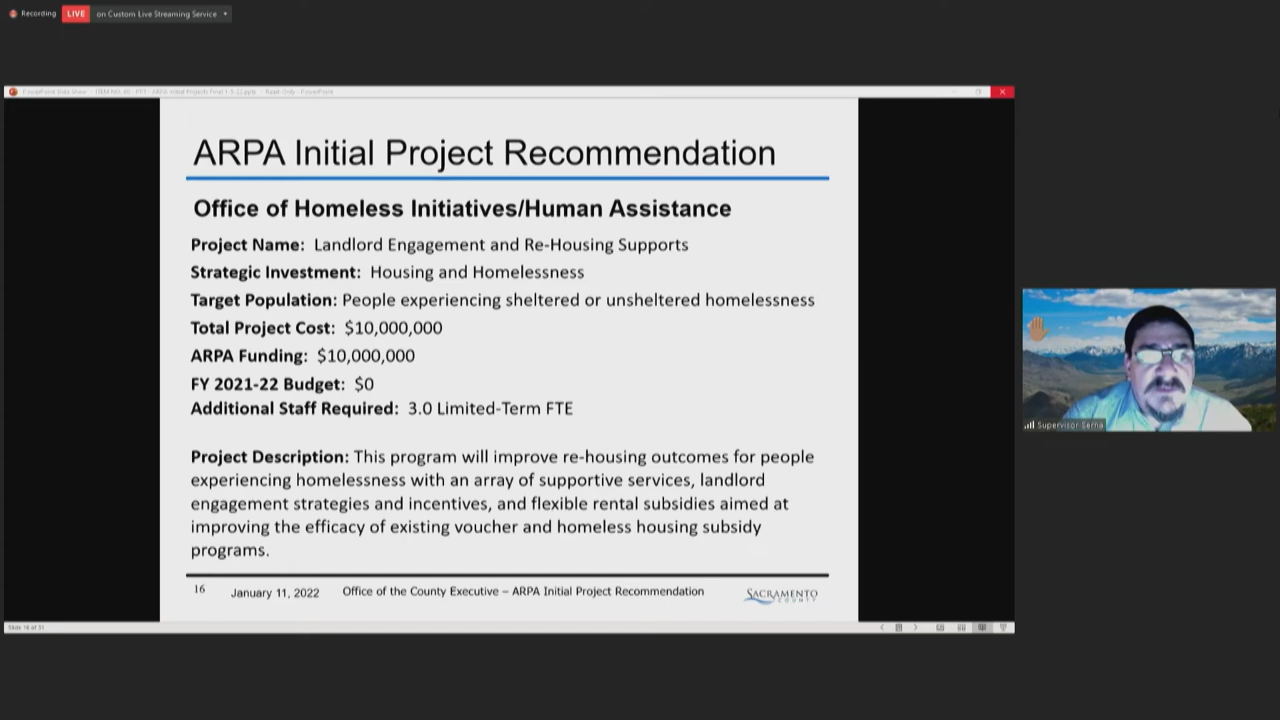 Recording LIVE on Custom Live Streaming Service
PowerPoint Slide Show - ITEM NO. 40 - PPT - ARPA Initial Projects Final 1-5-22.pptx - Read-Only - PowerPoint
ARPA Initial Project Recommendation
Office of Homeless Initiatives/Human Assistance
Project Name: Landlord Engagement and Re-Housing Supports
Strategic Investment: Housing and Homelessness
Target Population: People experiencing sheltered or unsheltered homelessness
Total Project Cost: $10,000,000
ARPA Funding: $10,000,000
FY 2021-22 Budget: $0
Additional Staff Required: 3.0 Limited-Term FTE
Project Description: This program will improve re-housing outcomes for people
experiencing homelessness with an array of supportive services, landlord
engagement strategies and incentives, and flexible rental subsidies aimed at
improving the efficacy of existing voucher and homeless housing subsidy
programs.
16 January 11, 2022 Office of the County Executive – ARPA Initial Project Recommendation SACRAMENTO
COUNTY
Slide 16 of 31
Supervisor Serna